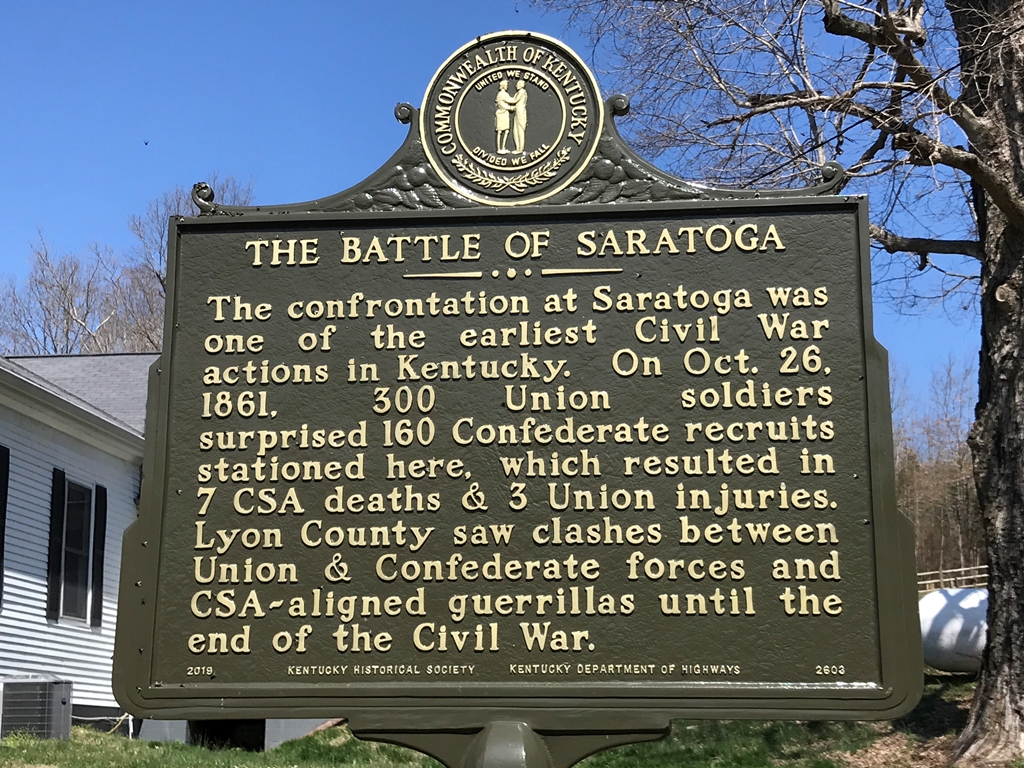 COMMONWEALTH OF KENTUCKY
UNITED WE STAND
DIVIDED WE FALL
THE BATTLE OF SARATOGA
The confrontation at Saratoga was
one of the earliest Civil War
actions in Kentucky. On Oct. 26,
1861, 300 Union soldiers
surprised 160 Confederate recruits
stationed here, which resulted in
7 CSA deaths & 3 Union injuries.
Lyon County saw clashes between
Union & Confederate forces and
CSA-aligned guerrillas until the
end of the Civil War.
2019 KENTUCKY HISTORICAL SOCIETY KENTUCKY DEPARTMENT OF HIGHWAYS 2603